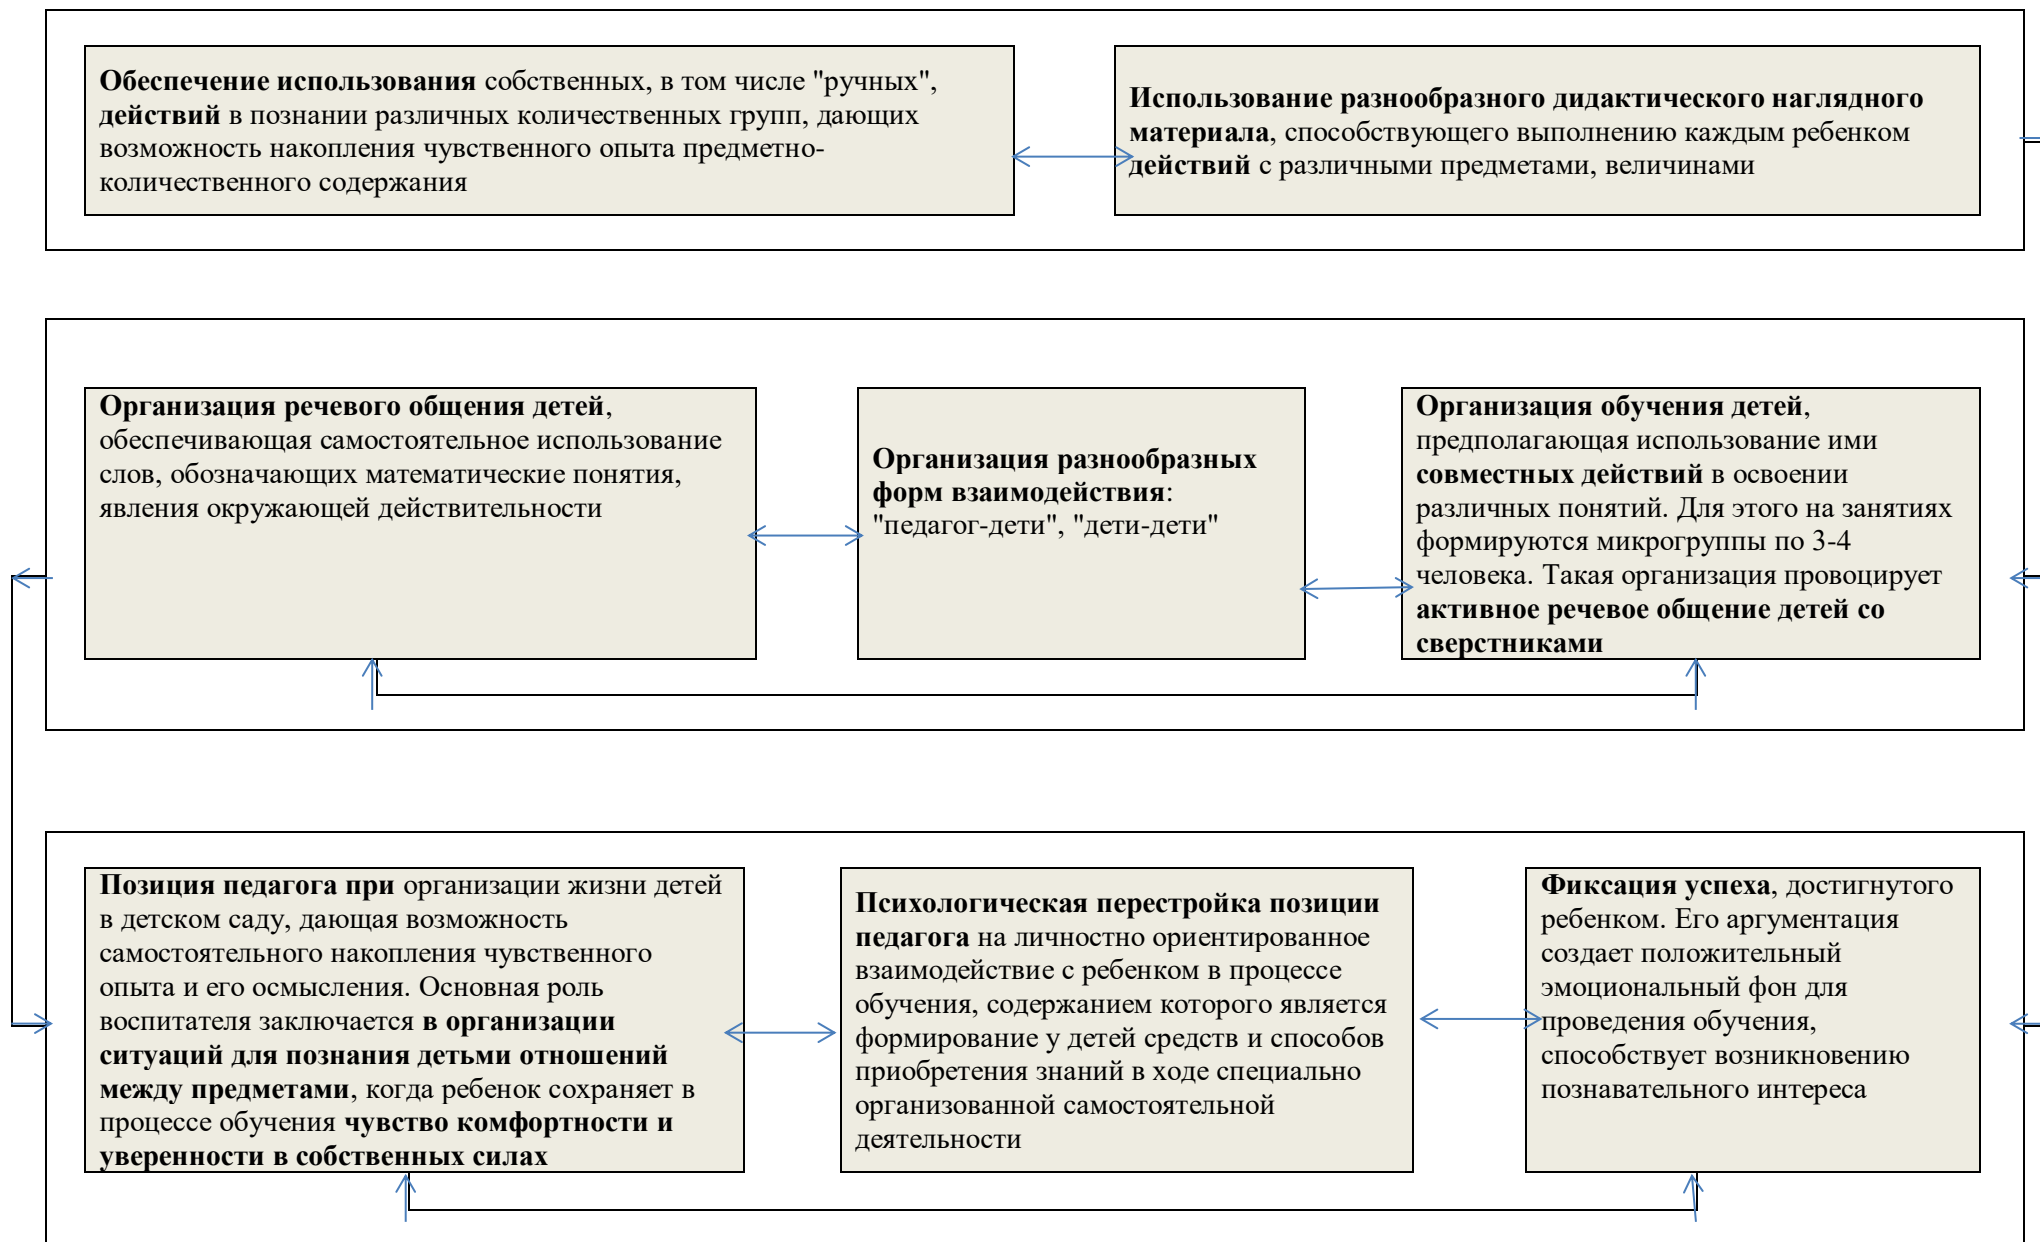 Обеспечение использования собственных, в том числе "ручных",
действий в познании различных количественных групп, дающих
возможность накопления чувственного опыта предметно-
количественного содержания
Использование разнообразного дидактического наглядного
материала, способствующего выполнению каждым ребенком
действий с различными предметами, величинами
Организация речевого общения детей,
обеспечивающая самостоятельное использование
слов, обозначающих математические понятия,
явления окружающей действительности
Организация разнообразных
форм взаимодействия:
"педагог-дети", "дети-дети"
Организация обучения детей,
предполагающая использование ими
совместных действий в освоении
различных понятий. Для этого на занятиях
формируются микрогруппы по 3-4
человека. Такая организация провоцирует
активное речевое общение детей со
сверстниками
Позиция педагога при организации жизни детей
в детском саду, дающая возможность
самостоятельного накопления чувственного
опыта и его осмысления. Основная роль
воспитателя заключается в организации
ситуаций для познания детьми отношений
между предметами, когда ребенок сохраняет в
процессе обучения чувство комфортности и
уверенности в собственных силах
Психологическая перестройка позиции
педагога на личностно ориентированное
взаимодействие с ребенком в процессе
обучения, содержанием которого является
формирование у детей средств и способов
приобретения знаний в ходе специально
организованной самостоятельной
деятельности
Фиксация успеха, достигнутого
ребенком. Его аргументация
создает положительный
эмоциональный фон для
проведения обучения,
способствует возникновению
познавательного интереса